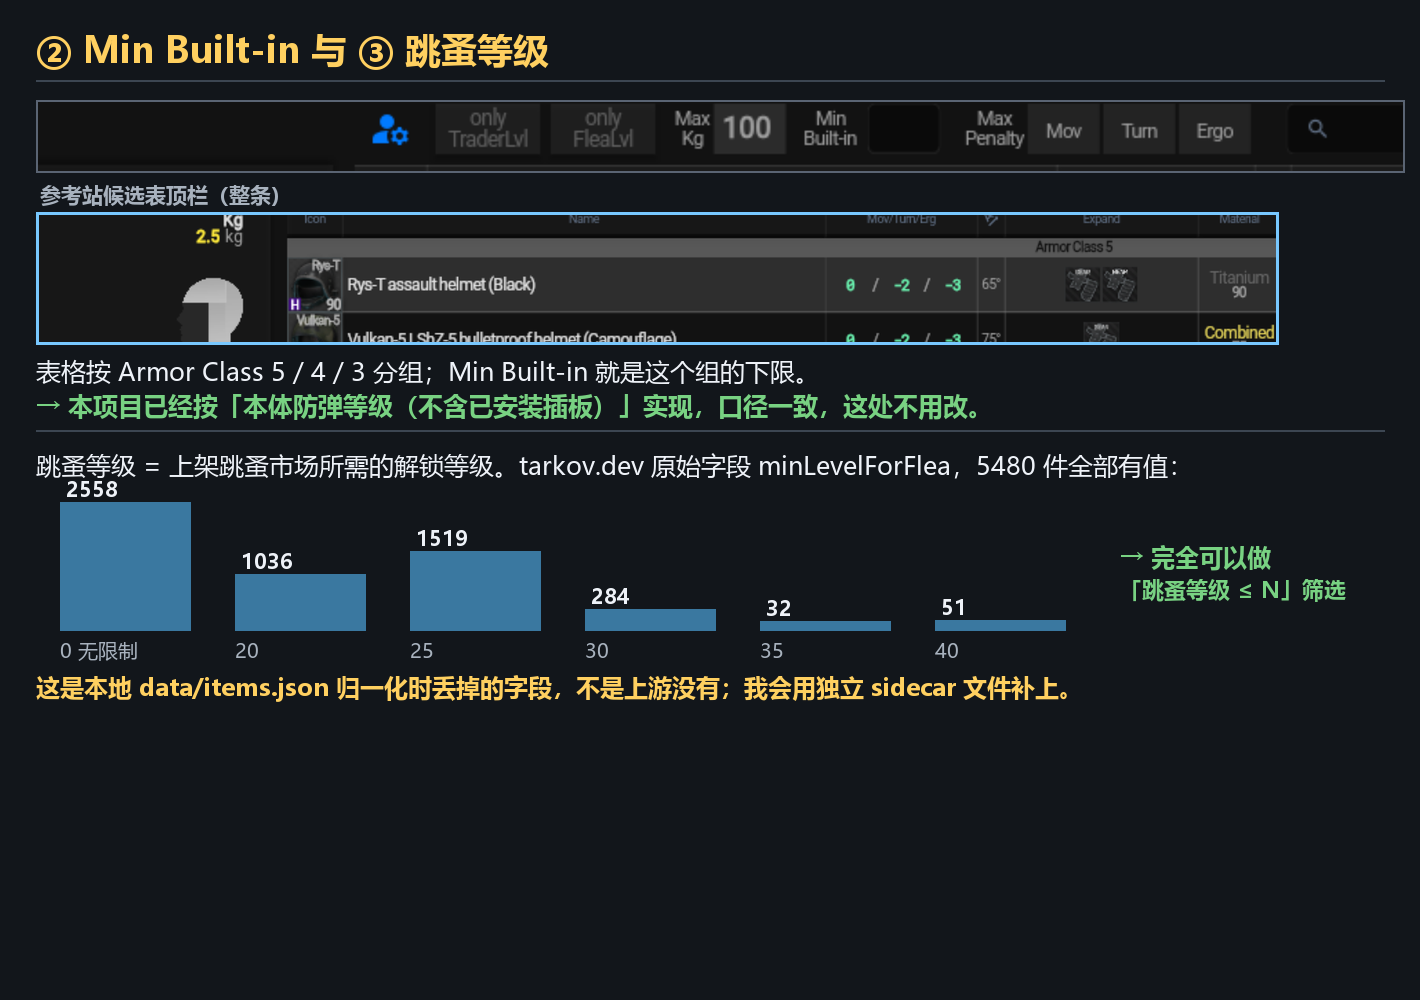 ② Min Built-in 与 ③ 跳蚤等级
only TraderLvl
only FleaLvl
Max Kg 100
Min Built-in
Max Penalty Mov Turn Ergo
参考站候选表顶栏（整条）
Kg
2.5 kg
Icon Name Mov/Turn/Erg Expand Material
Armor Class 5
Rys-T
Rys-T assault helmet (Black) 0 / -2 / -3 65° Titanium
H 90 90
Vulkan-5
Vulkan-5 LShZ-5 bulletproof helmet (Camouflage) 0 / -2 / -3 75° Combined
表格按 Armor Class 5 / 4 / 3 分组；Min Built-in 就是这个组的下限。
→ 本项目已经按「本体防弹等级（不含已安装插板）」实现，口径一致，这处不用改。
跳蚤等级 = 上架跳蚤市场所需的解锁等级。tarkov.dev 原始字段 minLevelForFlea，5480 件全部有值：
2558
1036
1519
284
32
51
0 无限制
20
25
30
35
40
→ 完全可以做
「跳蚤等级 ≤ N」筛选
这是本地 data/items.json 归一化时丢掉的字段，不是上游没有；我会用独立 sidecar 文件补上。